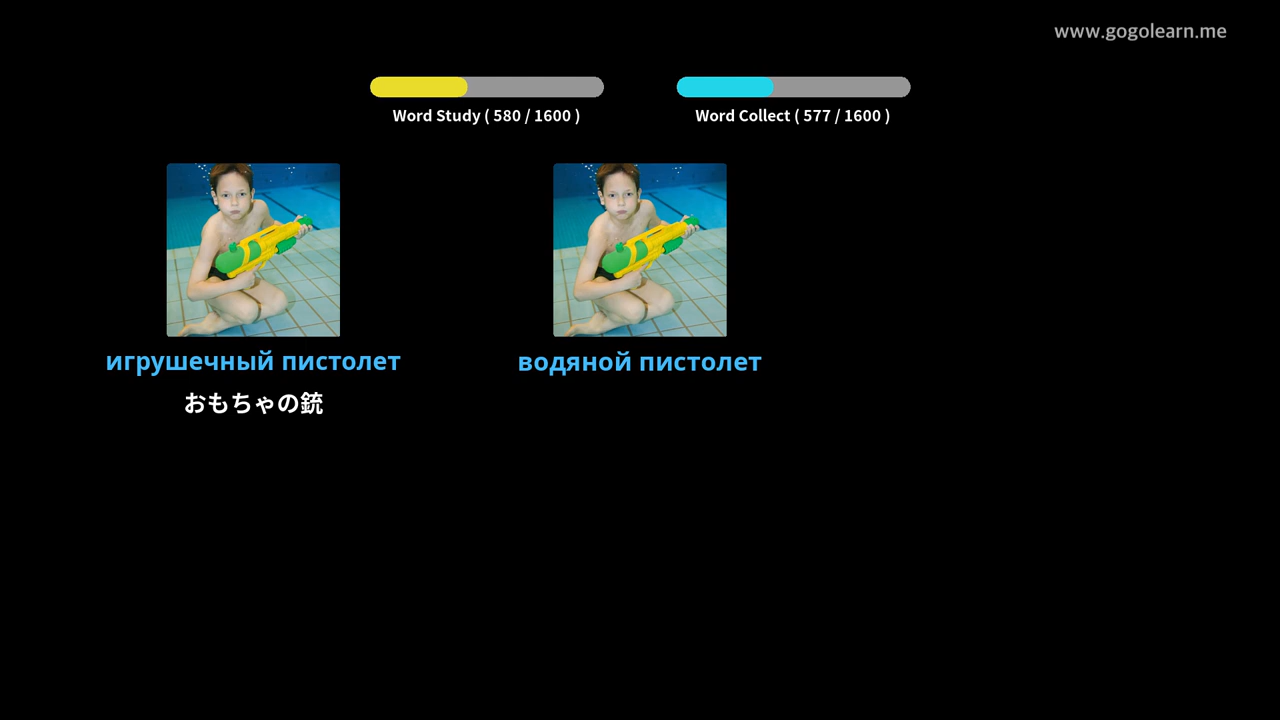 www.gogolearn.me
Word Study ( 580 / 1600 )
Word Collect ( 577 / 1600 )
игрушечный пистолет
водяной пистолет
おもちゃの銃